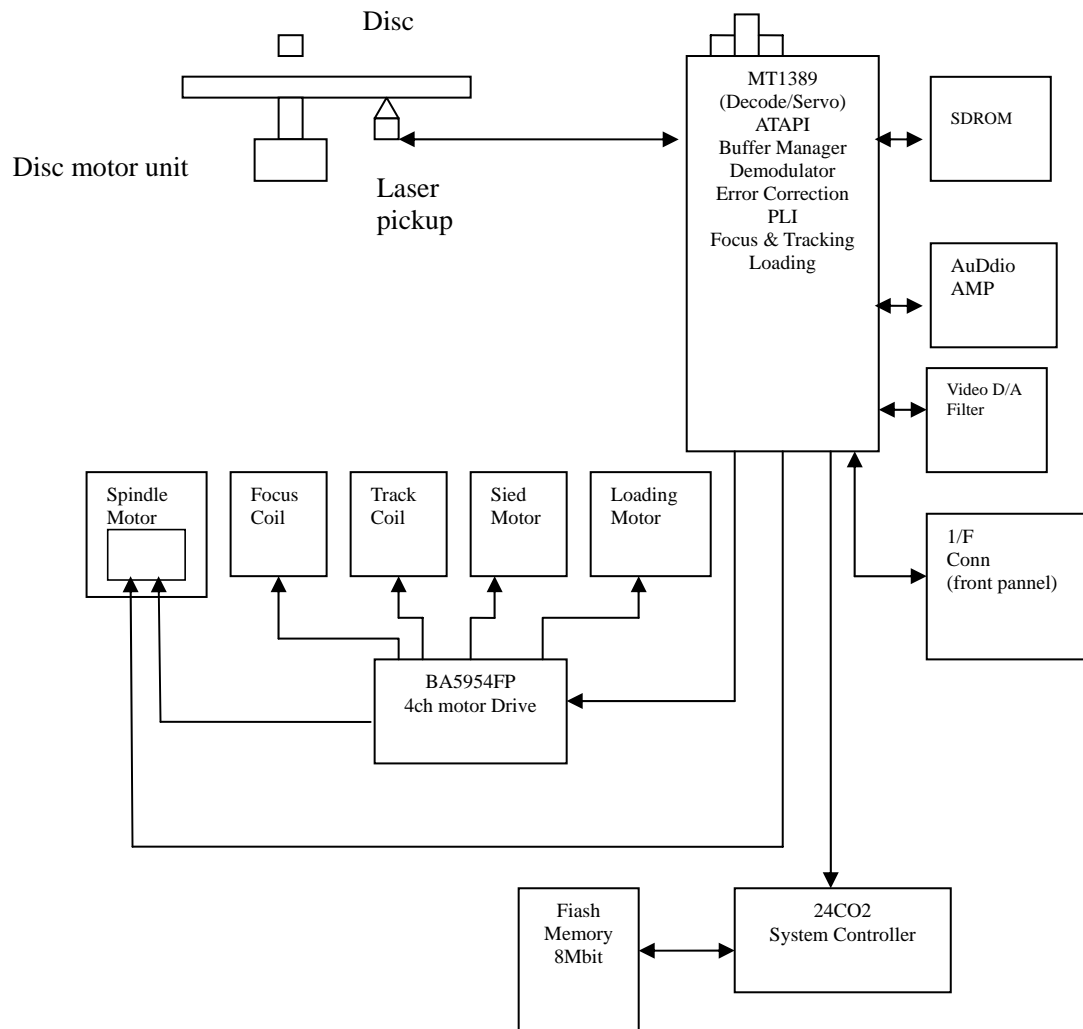 Disc
Disc motor unit
Laser
pickup
MT1389
(Decode/Servo)
ATAPI
Buffer Manager
Demodulator
Error Correction
PLI
Focus & Tracking
Loading
SDROM
AuDdio
AMP
Video D/A
Filter
1/F
Conn
(front pannel)
Spindle
Motor
Focus
Coil
Track
Coil
Sied
Motor
Loading
Motor
BA5954FP
4ch motor Drive
Fiash
Memory
8Mbit
24CO2
System Controller